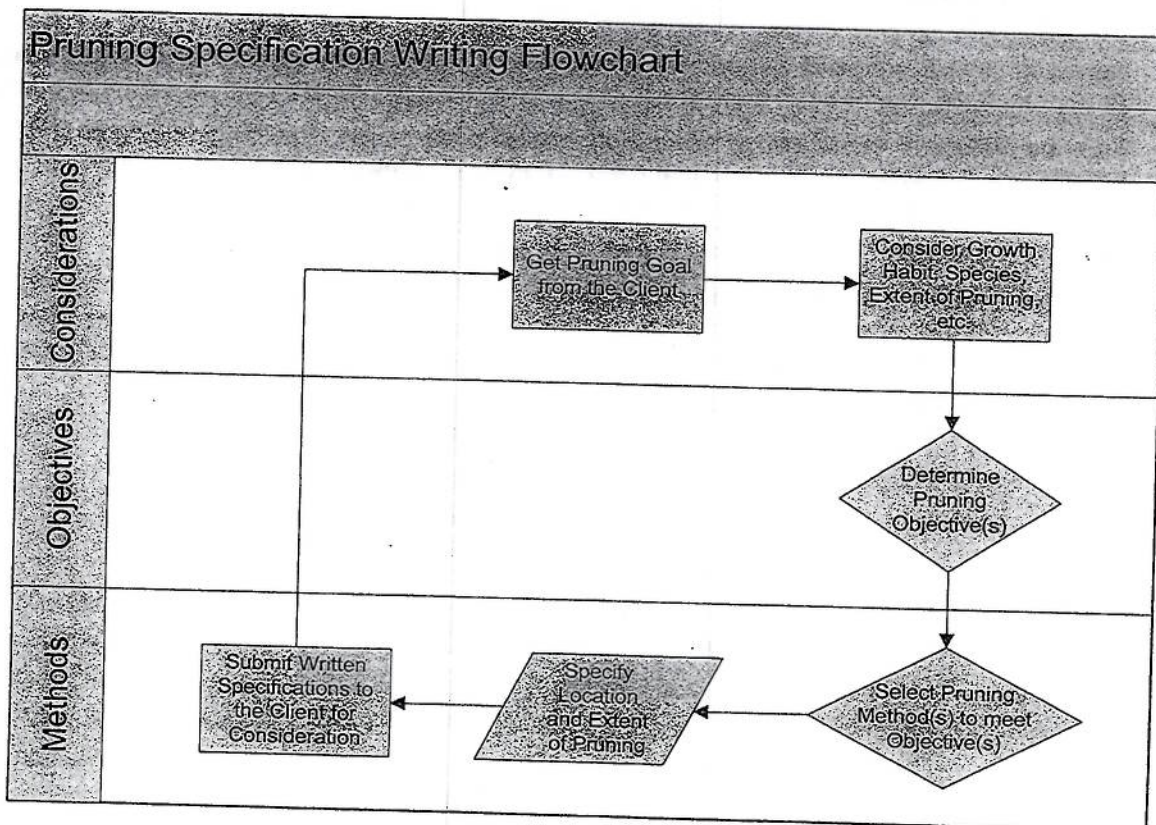 Pruning Specification Writing Flowchart
Considerations
Get Pruning Goal
from the Client
Consider Growth
Habit, Species,
Extent of Pruning,
etc.
Objectives
Determine
Pruning
Objective(s)
Methods
Submit Written
Specifications to
the Client for
Consideration
Specify
Location
and Extent
of Pruning
Select Pruning
Method(s) to meet
Objective(s)